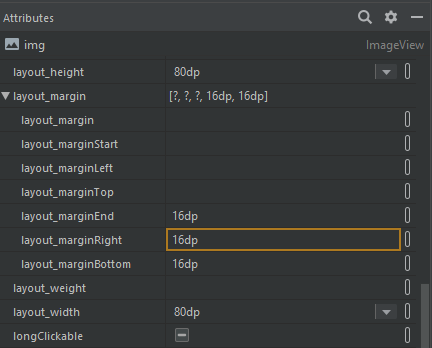 Attributes
img ImageView
layout_height 80dp
layout_margin [?, ?, ?, 16dp, 16dp]
layout_margin
layout_marginStart
layout_marginLeft
layout_marginTop
layout_marginEnd 16dp
layout_marginRight 16dp
layout_marginBottom 16dp
layout_weight
layout_width 80dp
longClickable